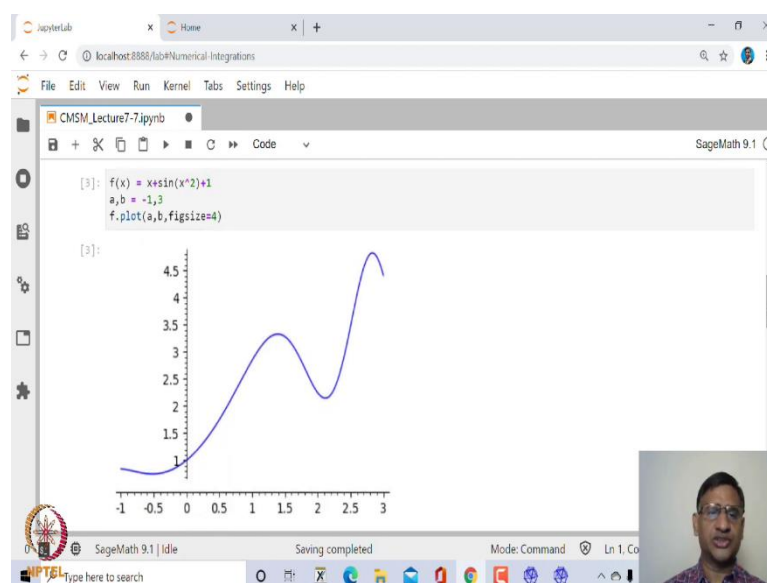 JupyterLab
Home
localhost:8888/lab#Numerical-Integrations
File Edit View Run Kernel Tabs Settings Help
CMSM_Lecture7-7.ipynb
Code
SageMath 9.1
[3]: f(x) = x+sin(x^2)+1
a,b = -1,3
f.plot(a,b,figsize=4)
[3]:
4.5
4
3.5
3
2.5
2
1.5
1
-1 -0.5 0 0.5 1 1.5 2 2.5 3
SageMath 9.1 | Idle Saving completed Mode: Command Ln 1, Co
NPTEL Type here to search